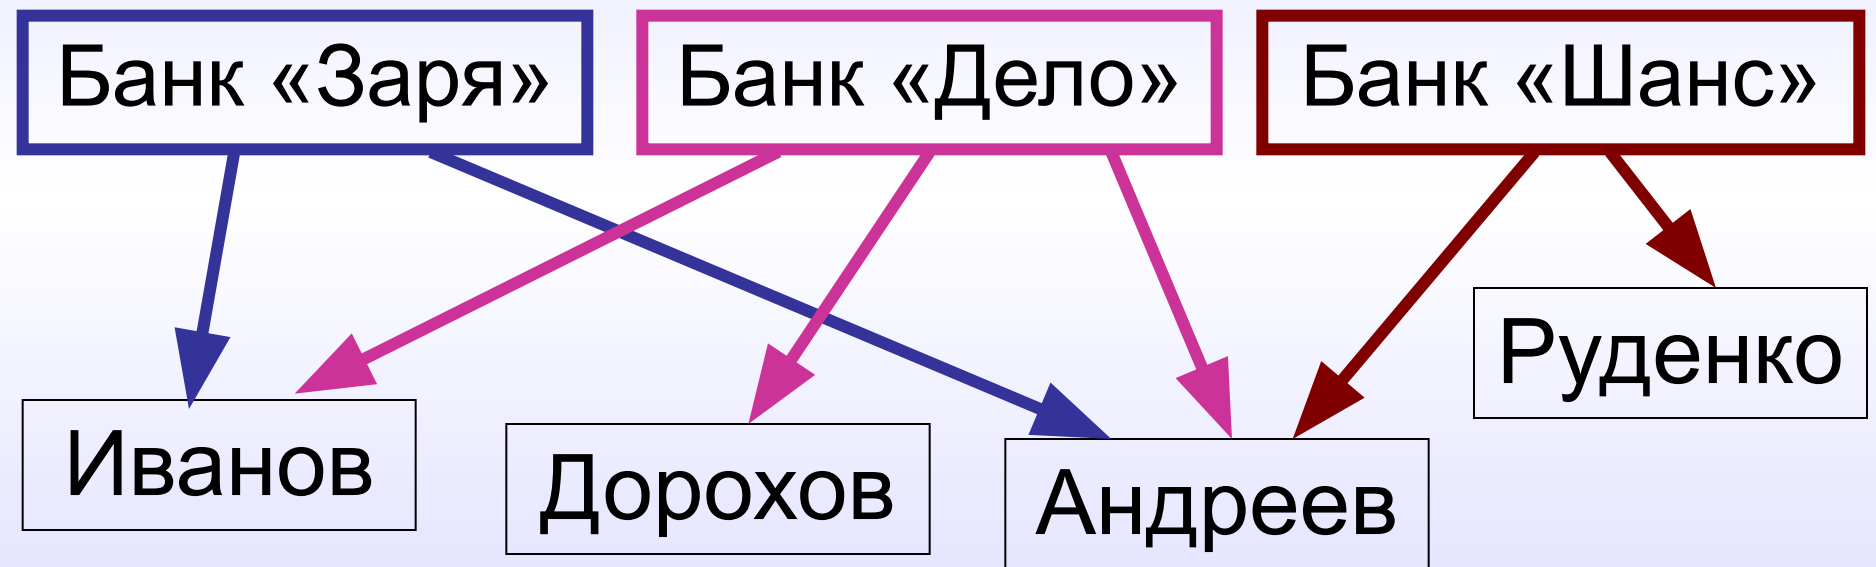 Банк «Заря»
Банк «Дело»
Банк «Шанс»
Руденко
Иванов
Дорохов
Андреев